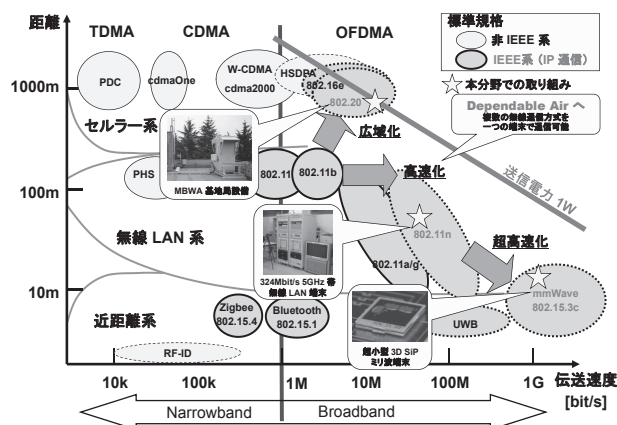 距離
TDMA
CDMA
OFDMA
標準規格
非 IEEE 系
IEEE系(IP 通信)
本分野での取り組み
Dependable Air へ
複数の無線通信方式を
一つの端末で通信可能
1000m
PDC
cdmaOne
W-CDMA
cdma2000
HSDPA
802.16e
802.20
セルラー系
広域化
MBWA 基地局設備
送信電力 1W
100m
PHS
802.11
802.11b
高速化
無線 LAN 系
802.11n
802.11a/g
324Mbit/s 5GHz 帯
無線 LAN 端末
超高速化
10m
近距離系
Zigbee
802.15.4
Bluetooth
802.15.1
超小型 3D SiP
ミリ波端末
UWB
mmWave
802.15.3c
RF-ID
10k
100k
1M
10M
100M
1G
伝送速度
[bit/s]
Narrowband
Broadband